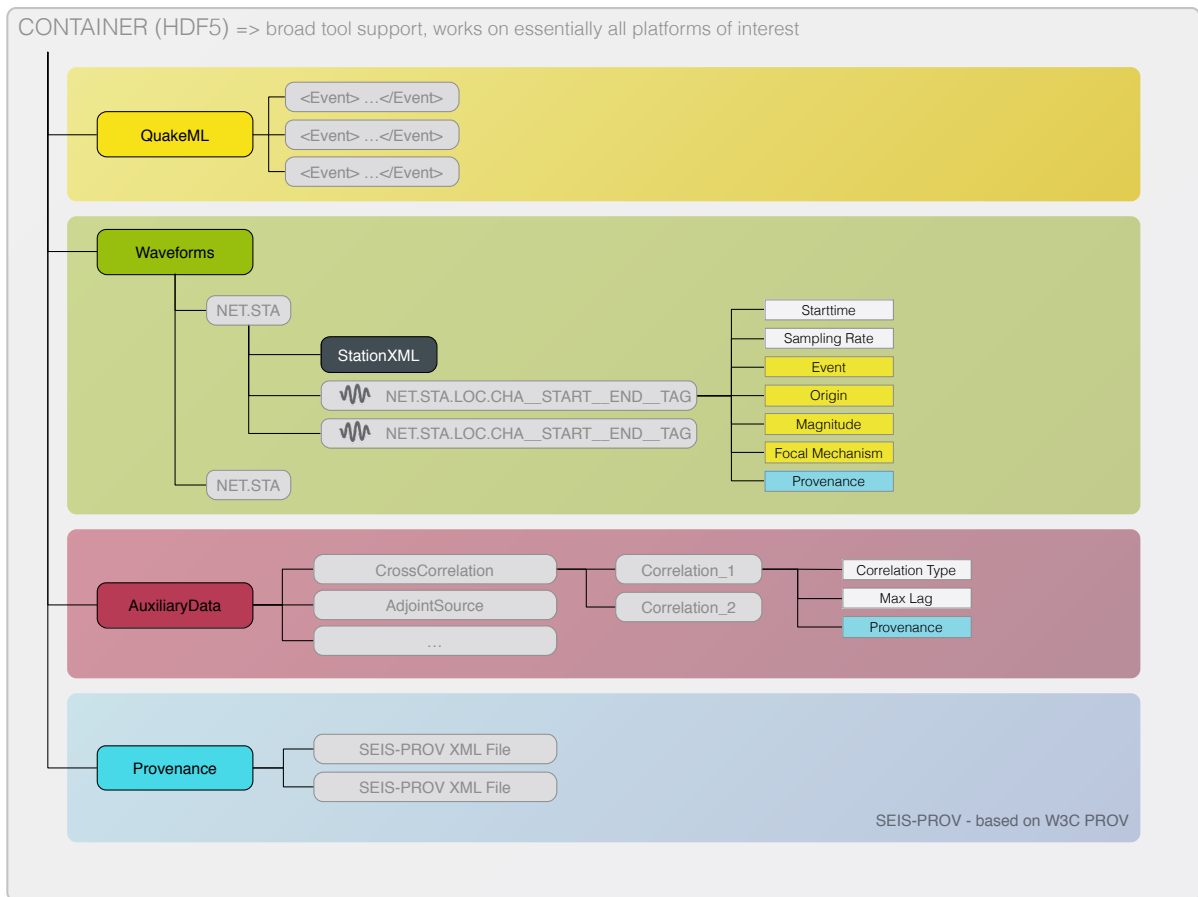 CONTAINER (HDF5) => broad tool support, works on essentially all platforms of interest
QuakeML
<Event> ...</Event>
<Event> ...</Event>
<Event> ...</Event>
Waveforms
NET.STA
StationXML
NET.STA.LOC.CHA__START__END__TAG
NET.STA.LOC.CHA__START__END__TAG
Starttime
Sampling Rate
Event
Origin
Magnitude
Focal Mechanism
Provenance
NET.STA
AuxiliaryData
CrossCorrelation
AdjointSource
...
Correlation_1
Correlation_2
Correlation Type
Max Lag
Provenance
Provenance
SEIS-PROV XML File
SEIS-PROV XML File
SEIS-PROV - based on W3C PROV